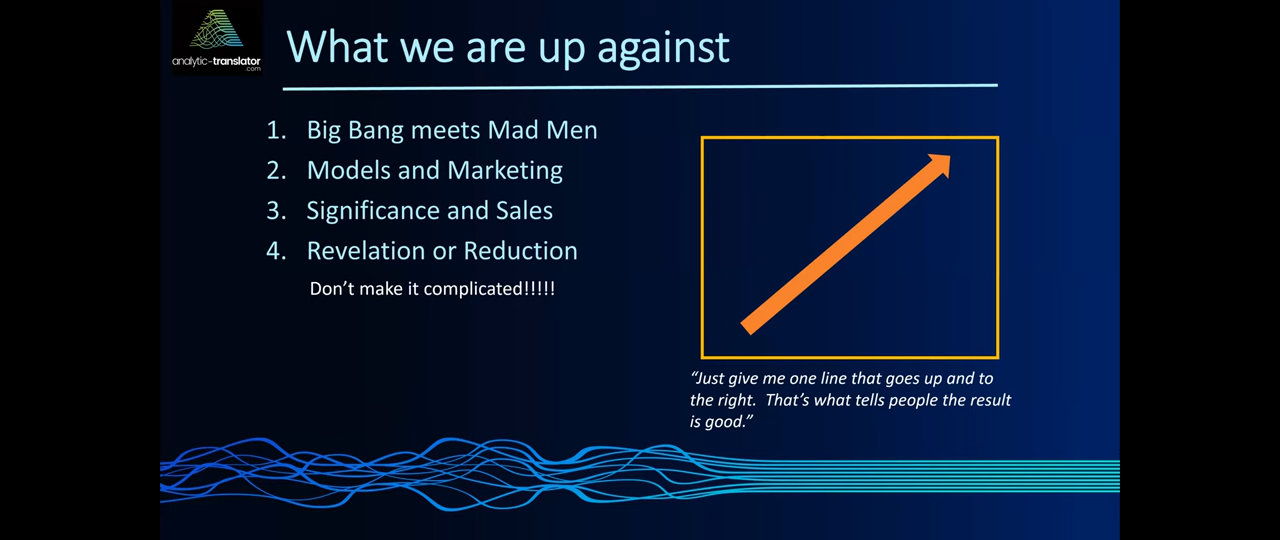 analytic-translator
.com
What we are up against
1. Big Bang meets Mad Men
2. Models and Marketing
3. Significance and Sales
4. Revelation or Reduction
Don’t make it complicated!!!!!
“Just give me one line that goes up and to
the right.  That’s what tells people the result
is good.”